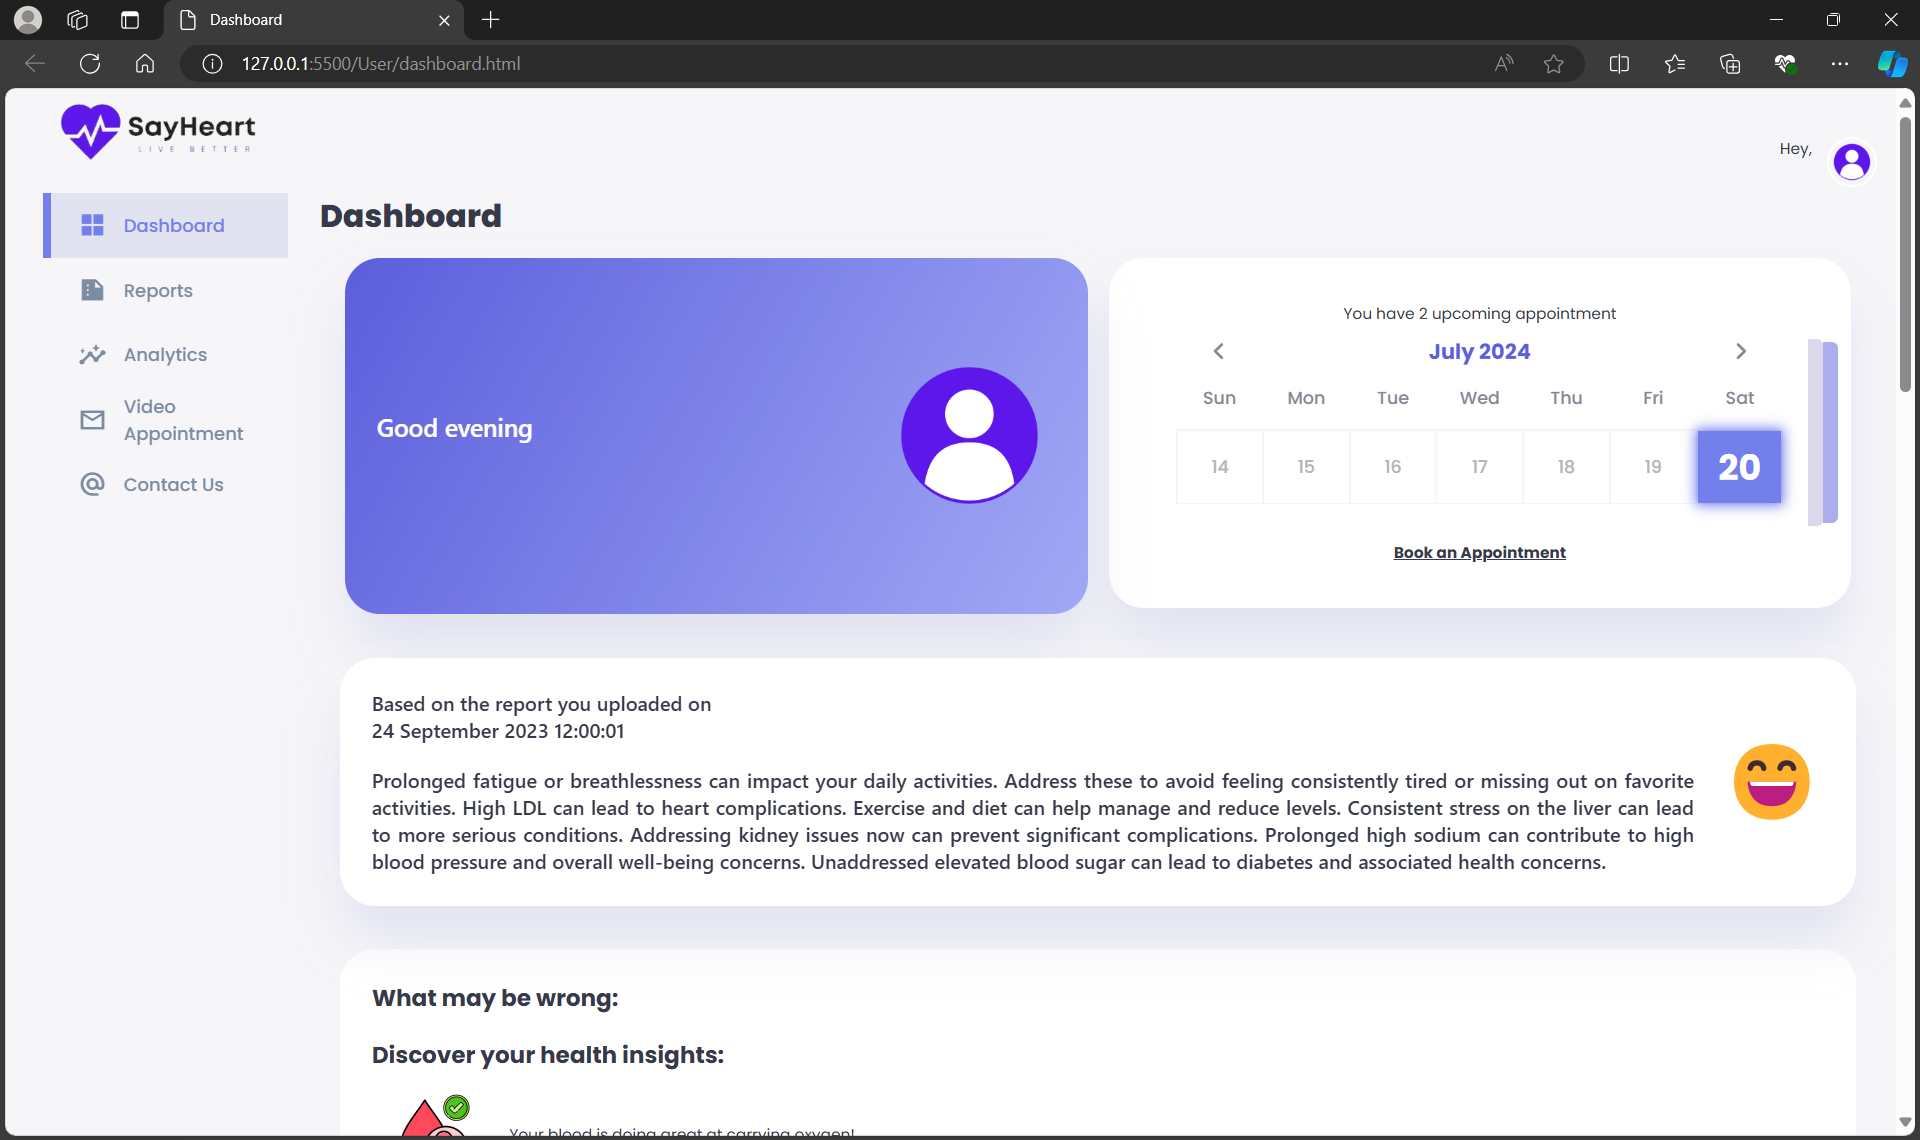 Dashboard
127.0.0.1:5500/User/dashboard.html
SayHeart
LIVE BETTER
Hey,
Dashboard
Reports
Analytics
Video
Appointment
Contact Us
Dashboard
Good evening
You have 2 upcoming appointment
July 2024
Sun Mon Tue Wed Thu Fri Sat
14 15 16 17 18 19 20
Book an Appointment
Based on the report you uploaded on
24 September 2023 12:00:01
Prolonged fatigue or breathlessness can impact your daily activities. Address these to avoid feeling consistently tired or missing out on favorite
activities. High LDL can lead to heart complications. Exercise and diet can help manage and reduce levels. Consistent stress on the liver can lead
to more serious conditions. Addressing kidney issues now can prevent significant complications. Prolonged high sodium can contribute to high
blood pressure and overall well-being concerns. Unaddressed elevated blood sugar can lead to diabetes and associated health concerns.
What may be wrong:
Discover your health insights:
Your blood is doing great at carrying oxygen!